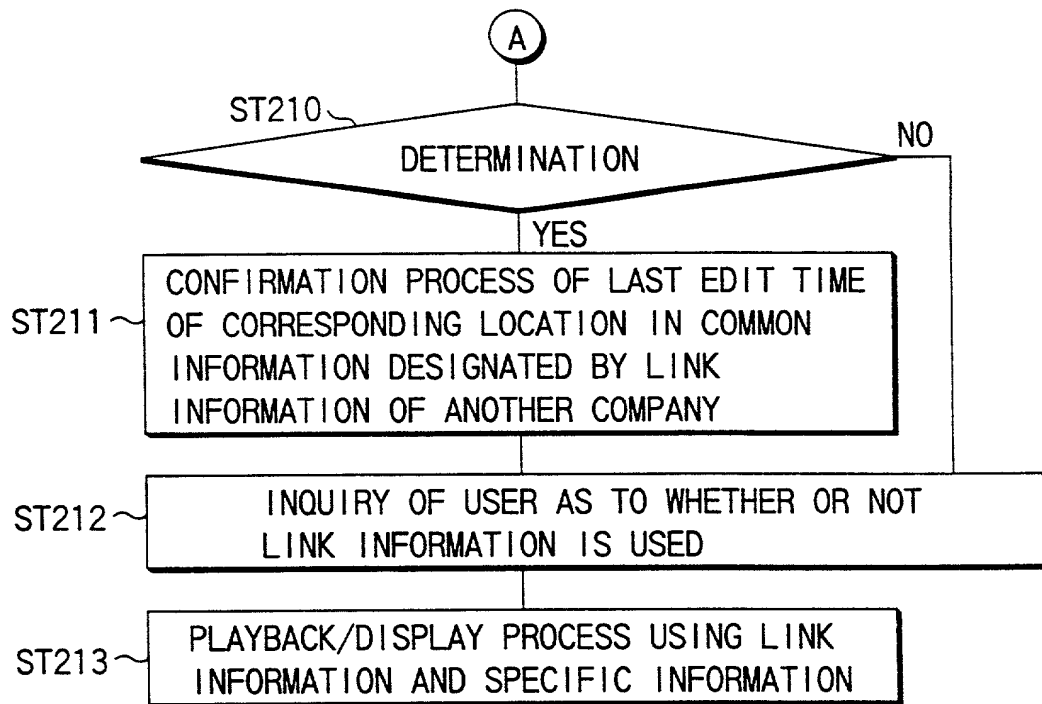 A
ST210
NO
DETERMINATION
YES
CONFIRMATION PROCESS OF LAST EDIT TIME
ST211
OF CORRESPONDING LOCATION IN COMMON
INFORMATION DESIGNATED BY LINK
INFORMATION OF ANOTHER COMPANY
INQUIRY OF USER AS TO WHETHER OR NOT
ST212
LINK INFORMATION IS USED
PLAYBACK/DISPLAY PROCESS USING LINK
ST213
INFORMATION AND SPECIFIC INFORMATION